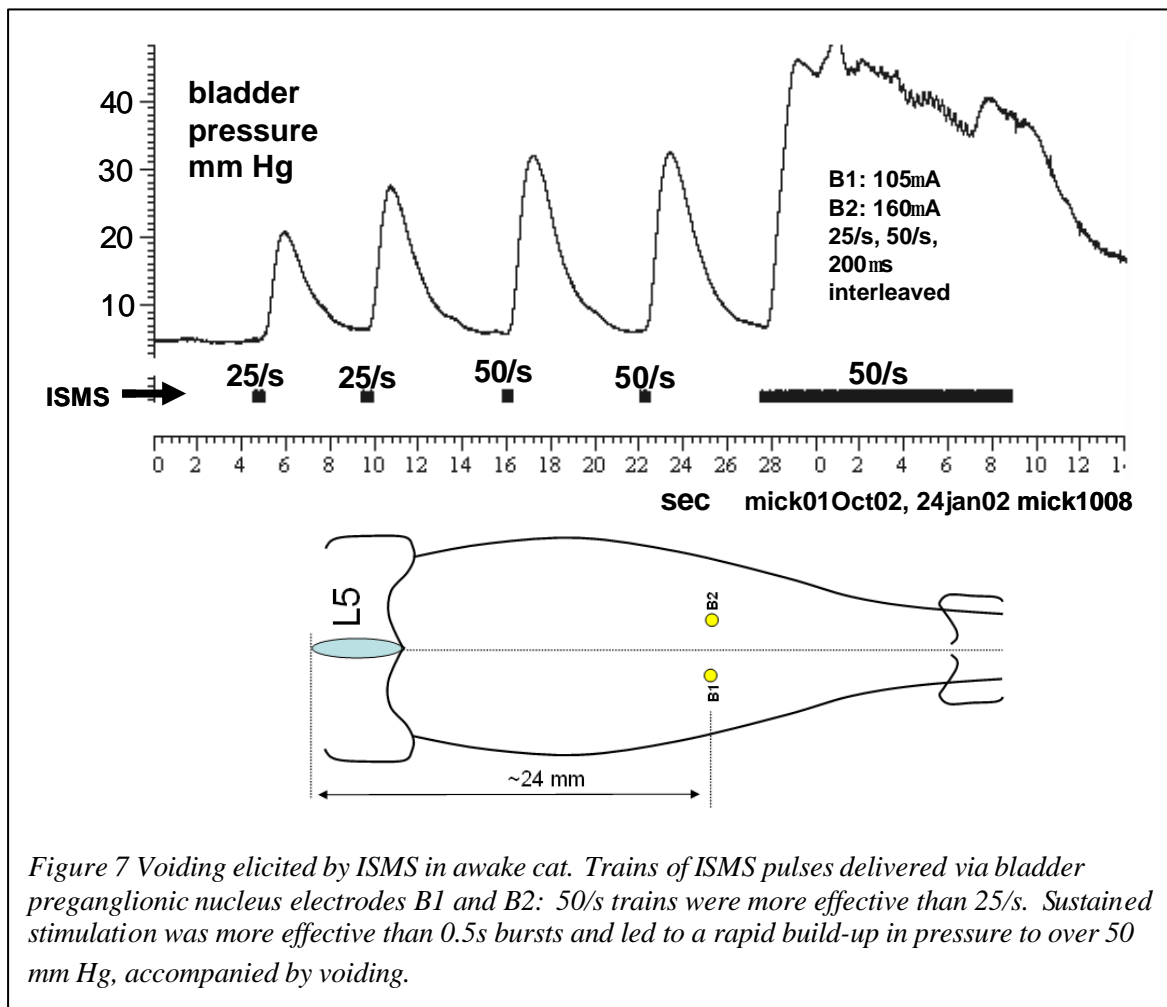 bladder
pressure
mm Hg
40
30
20
10
B1: 105mA
B2: 160mA
25/s, 50/s,
200ms
interleaved
25/s 25/s 50/s 50/s 50/s
ISMS
0 2 4 6 8 10 12 14 16 18 20 22 24 26 28 0 2 4 6 8 10 12
sec mick01Oct02, 24jan02 mick1008
L5
B2
B1
~24 mm
Figure 7 Voiding elicited by ISMS in awake cat. Trains of ISMS pulses delivered via bladder
preganglionic nucleus electrodes B1 and B2: 50/s trains were more effective than 25/s. Sustained
stimulation was more effective than 0.5s bursts and led to a rapid build-up in pressure to over 50
mm Hg, accompanied by voiding.